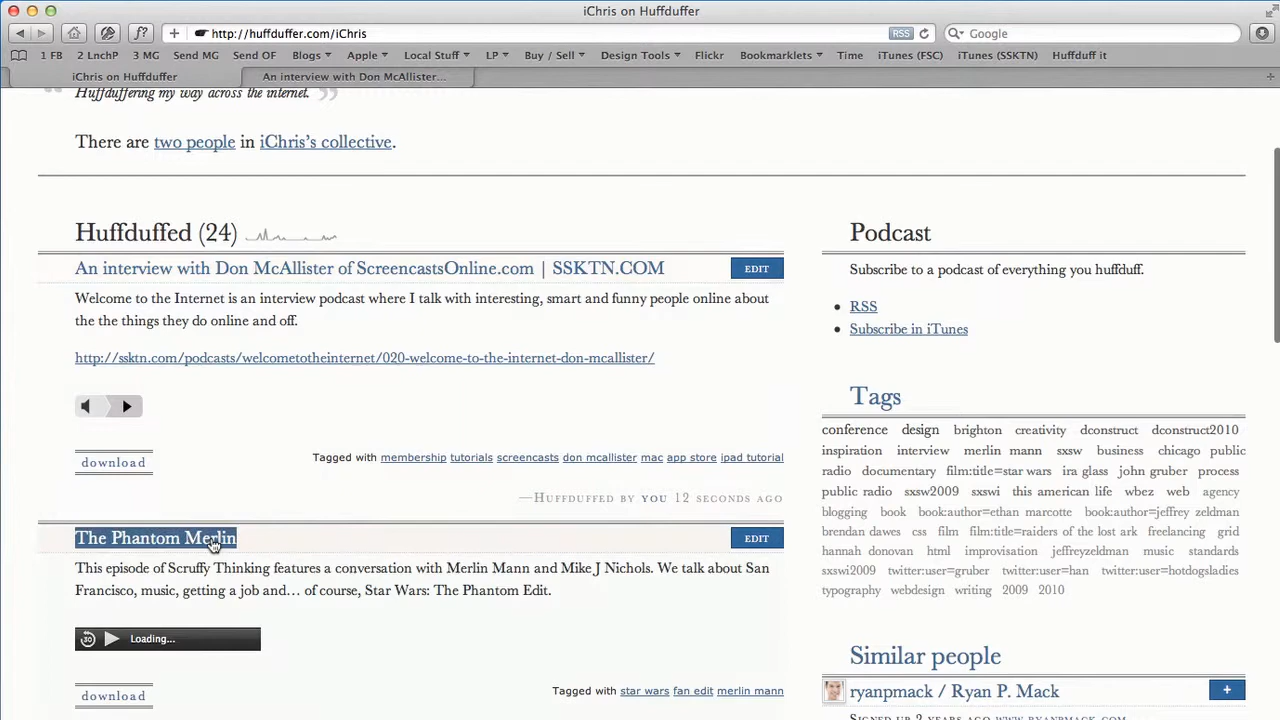 iChris on Huffduffer
http://huffduffer.com/iChris
RSS
Google
1 FB 2 LnchP 3 MG Send MG Send OF Blogs Apple Local Stuff LP Buy / Sell Design Tools Flickr Bookmarklets Time iTunes (FSC) iTunes (SSKTN) Huffduff it
iChris on Huffduffer
An interview with Don McAllister...
“ Huffduffering my way across the internet. ”
There are two people in iChris's collective.
Huffduffed (24)
An interview with Don McAllister of ScreencastsOnline.com | SSKTN.COM
EDIT
Welcome to the Internet is an interview podcast where I talk with interesting, smart and funny people online about
the the things they do online and off.
http://ssktn.com/podcasts/welcometotheinternet/020-welcome-to-the-internet-don-mcallister/
download
Tagged with membership tutorials screencasts don mcallister mac app store ipad tutorial
—Huffduffed by you 12 seconds ago
The Phantom Merlin
EDIT
This episode of Scruffy Thinking features a conversation with Merlin Mann and Mike J Nichols. We talk about San
Francisco, music, getting a job and… of course, Star Wars: The Phantom Edit.
30
Loading...
download
Tagged with star wars fan edit merlin mann
Podcast
Subscribe to a podcast of everything you huffduff.
RSS
Subscribe in iTunes
Tags
conference design brighton creativity dconstruct dconstruct2010
inspiration interview merlin mann sxsw business chicago public
radio documentary film:title=star wars ira glass john gruber process
public radio sxsw2009 sxswi this american life wbez web agency
blogging book book:author=ethan marcotte book:author=jeffrey zeldman
brendan dawes css film film:title=raiders of the lost ark freelancing grid
hannah donovan html improvisation jeffreyzeldman music standards
sxswi2009 twitter:user=gruber twitter:user=han twitter:user=hotdogsladies
typography webdesign writing 2009 2010
Similar people
ryanpmack / Ryan P. Mack
+
Signed up 2 years ago www.ryanpmack.com